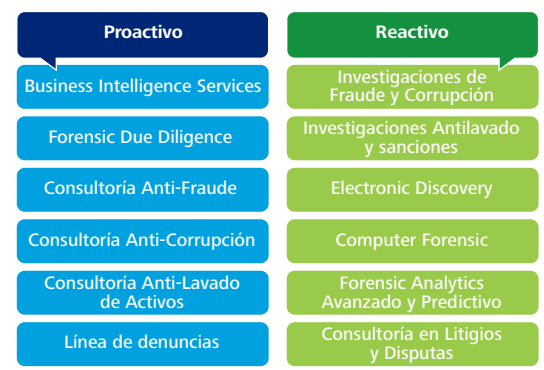 Proactivo
Business Intelligence Services
Forensic Due Diligence
Consultoría Anti-Fraude
Consultoría Anti-Corrupción
Consultoría Anti-Lavado
de Activos
Línea de denuncias
Reactivo
Investigaciones de
Fraude y Corrupción
Investigaciones Antilavado
y sanciones
Electronic Discovery
Computer Forensic
Forensic Analytics
Avanzado y Predictivo
Consultoría en Litigios
y Disputas